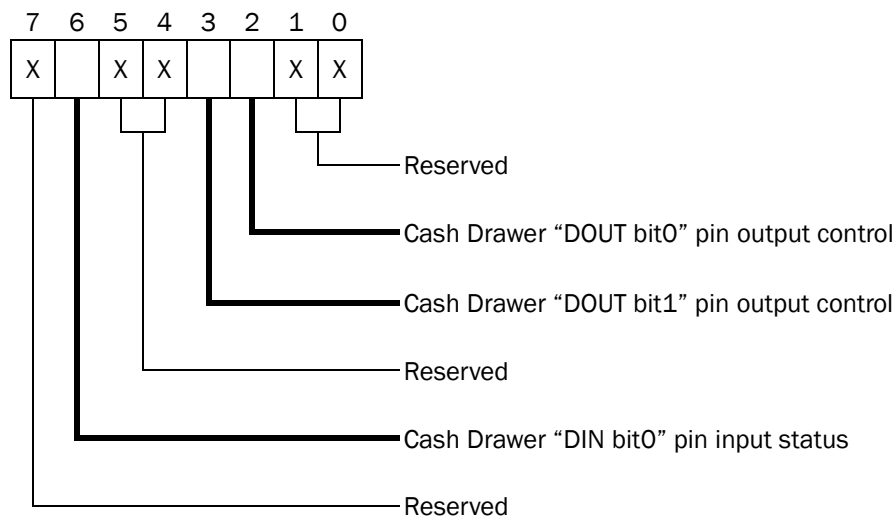 7 6 5 4 3 2 1 0
X X X X X
Reserved
Cash Drawer “DOUT bit0” pin output control
Cash Drawer “DOUT bit1” pin output control
Reserved
Cash Drawer “DIN bit0” pin input status
Reserved